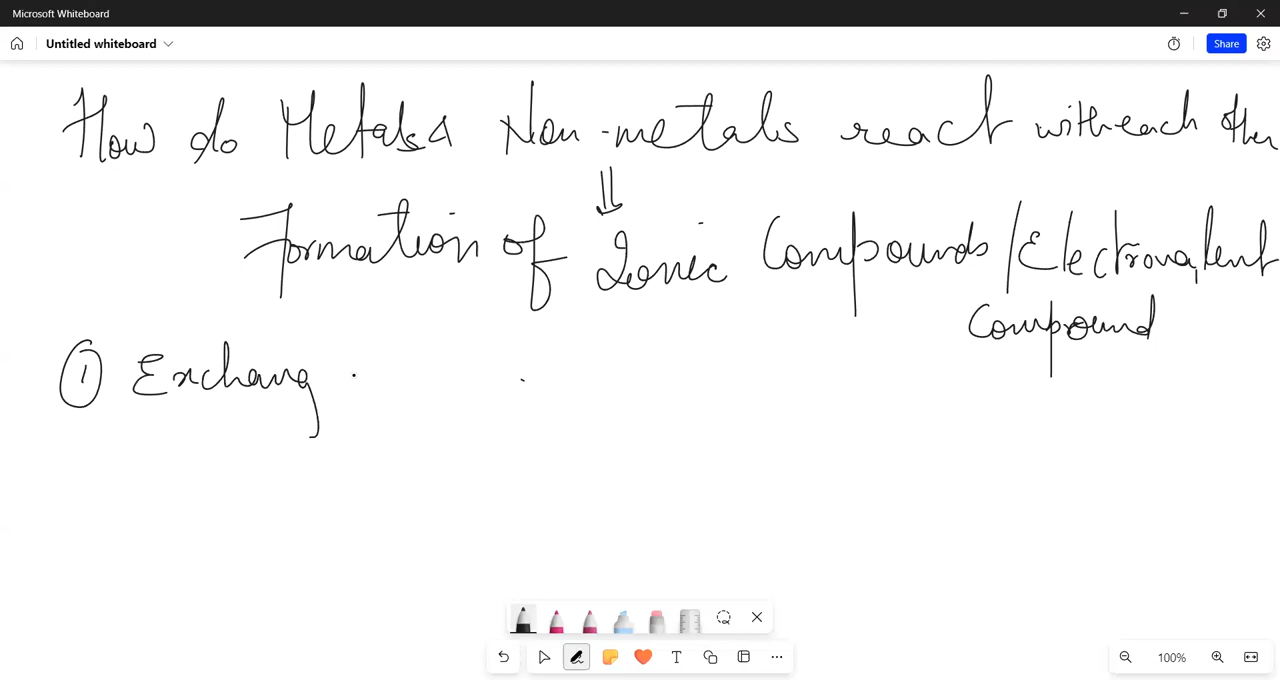 Microsoft Whiteboard
Untitled whiteboard
Share
How do Metals & Non-metals react with each other
Formation of Ionic Compounds/Electrovalent
Compound
① Exchang
100%